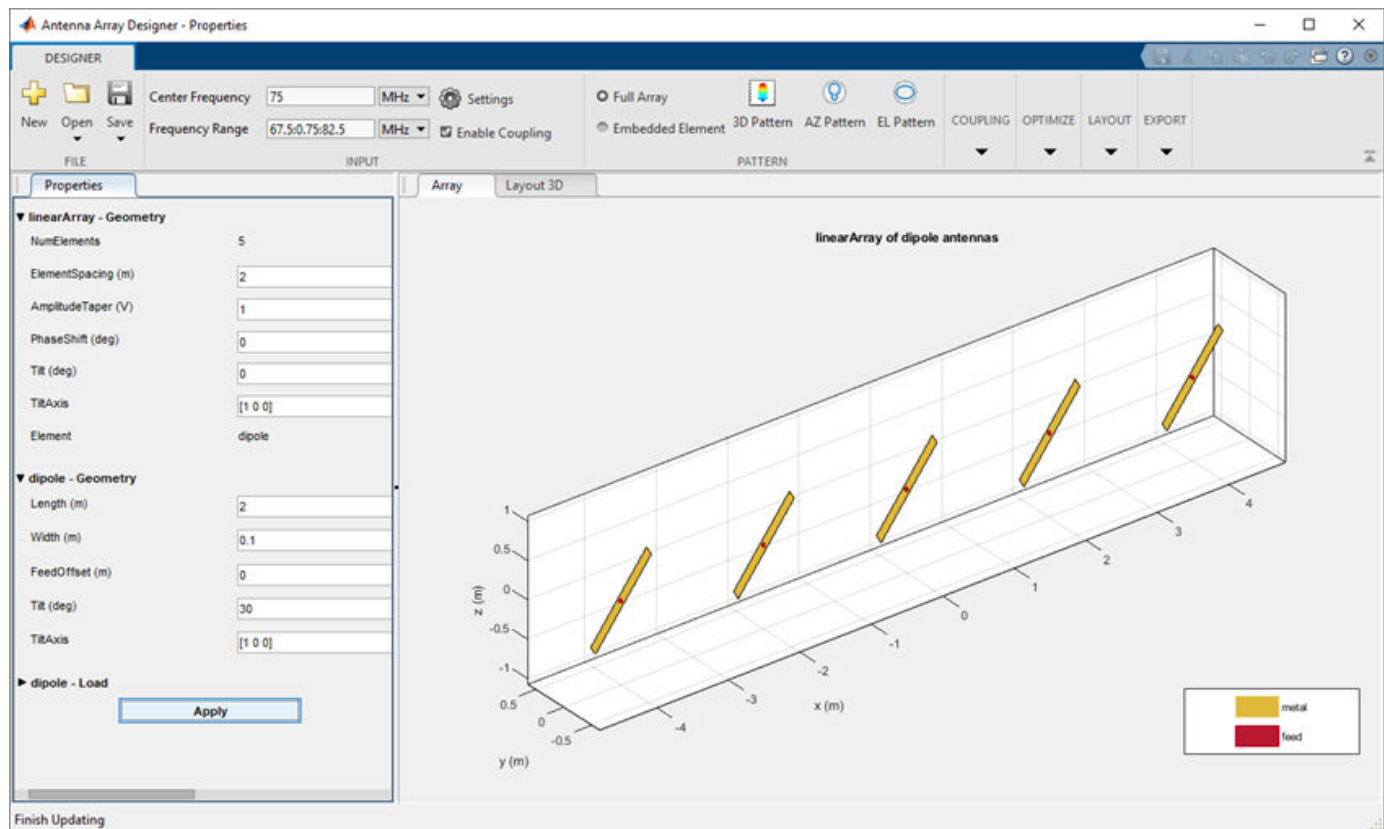 Antenna Array Designer - Properties
DESIGNER
New
Open
Save
FILE
Center Frequency 75 MHz
Frequency Range 67.5:0.75:82.5 MHz
Settings
Enable Coupling
INPUT
Full Array
Embedded Element
3D Pattern
AZ Pattern
EL Pattern
PATTERN
COUPLING
OPTIMIZE
LAYOUT
EXPORT
Properties
linearArray - Geometry
NumElements 5
ElementSpacing (m) 2
AmplitudeTaper (V) 1
PhaseShift (deg) 0
Tilt (deg) 0
TiltAxis [1 0 0]
Element dipole
dipole - Geometry
Length (m) 2
Width (m) 0.1
FeedOffset (m) 0
Tilt (deg) 30
TiltAxis [1 0 0]
dipole - Load
Apply
Array
Layout 3D
linearArray of dipole antennas
1
0.5
0
-0.5
-1
z (m)
0.5
0
-0.5
y (m)
-4
-3
-2
-1
0
1
2
3
4
x (m)
metal
feed
Finish Updating